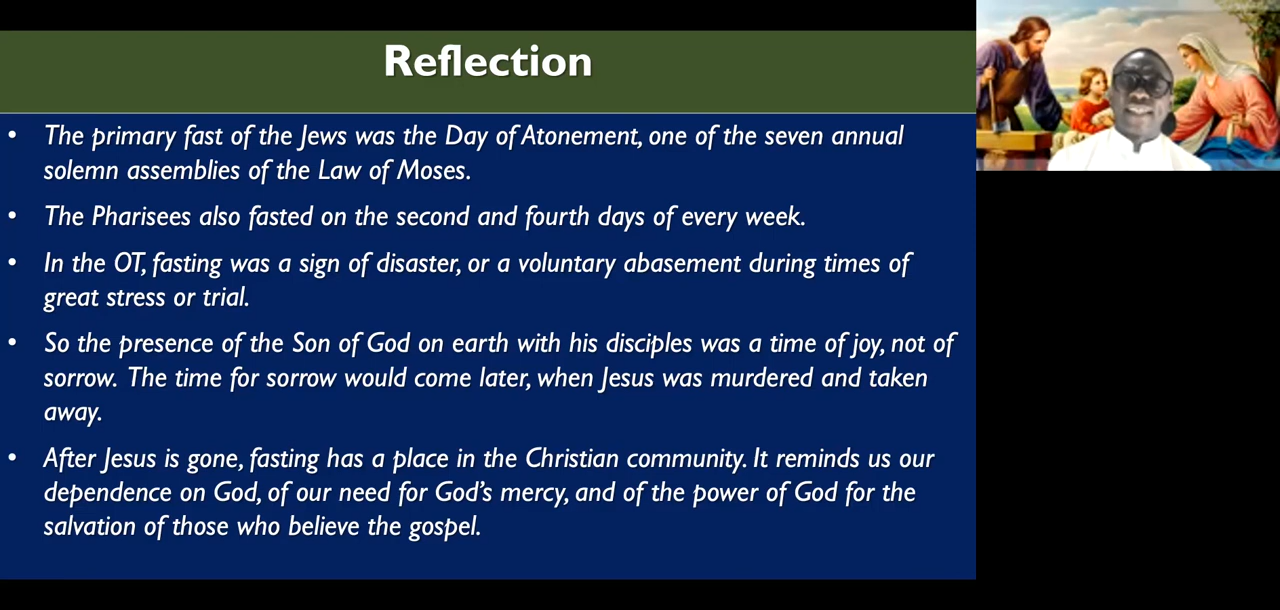 Reflection
• The primary fast of the Jews was the Day of Atonement, one of the seven annual
solemn assemblies of the Law of Moses.
• The Pharisees also fasted on the second and fourth days of every week.
• In the OT, fasting was a sign of disaster, or a voluntary abasement during times of
great stress or trial.
• So the presence of the Son of God on earth with his disciples was a time of joy, not of
sorrow.  The time for sorrow would come later, when Jesus was murdered and taken
away.
• After Jesus is gone, fasting has a place in the Christian community. It reminds us our
dependence on God, of our need for God’s mercy, and of the power of God for the
salvation of those who believe the gospel.